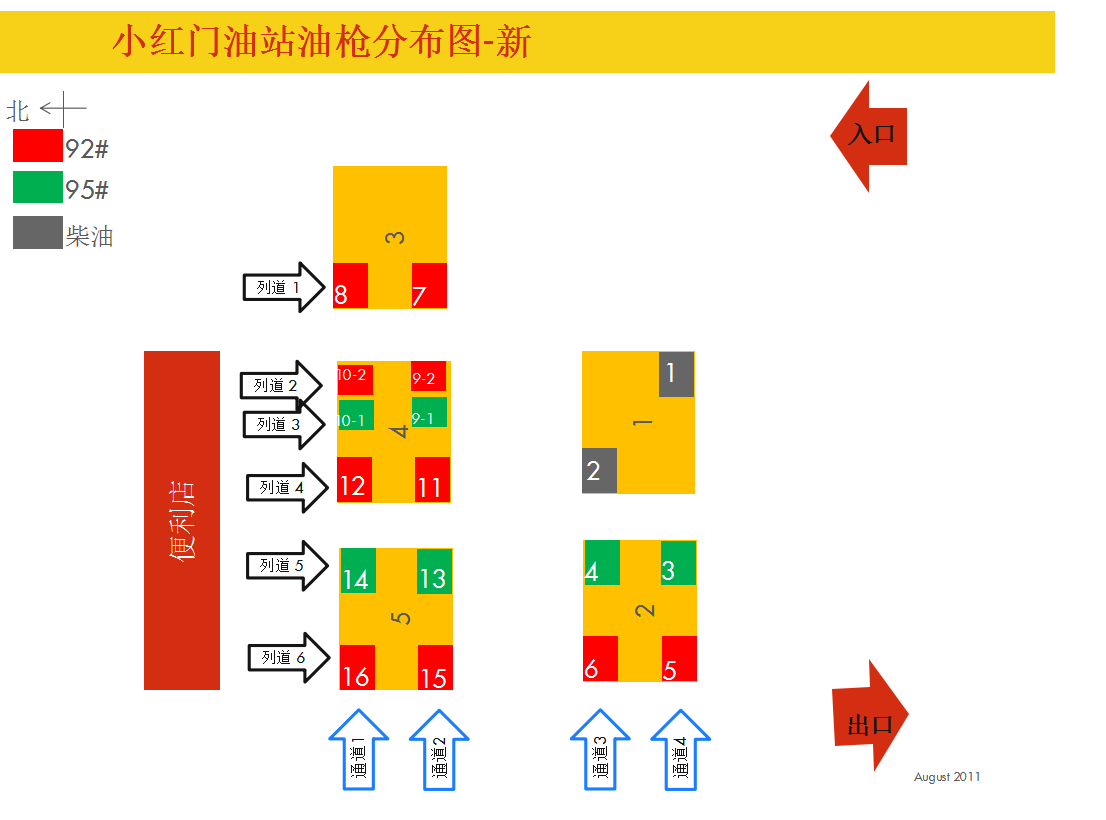 小红门油站油枪分布图-新
北
92#
95#
柴油
入口
3
8
7
列道 1
便利店
列道 2
10-2
9-2
列道 3
10-1
9-1
4
列道 4
12
11
1
1
2
列道 5
14
13
5
列道 6
16
15
4
3
2
6
5
通道1
通道2
通道3
通道4
出口
August 2011